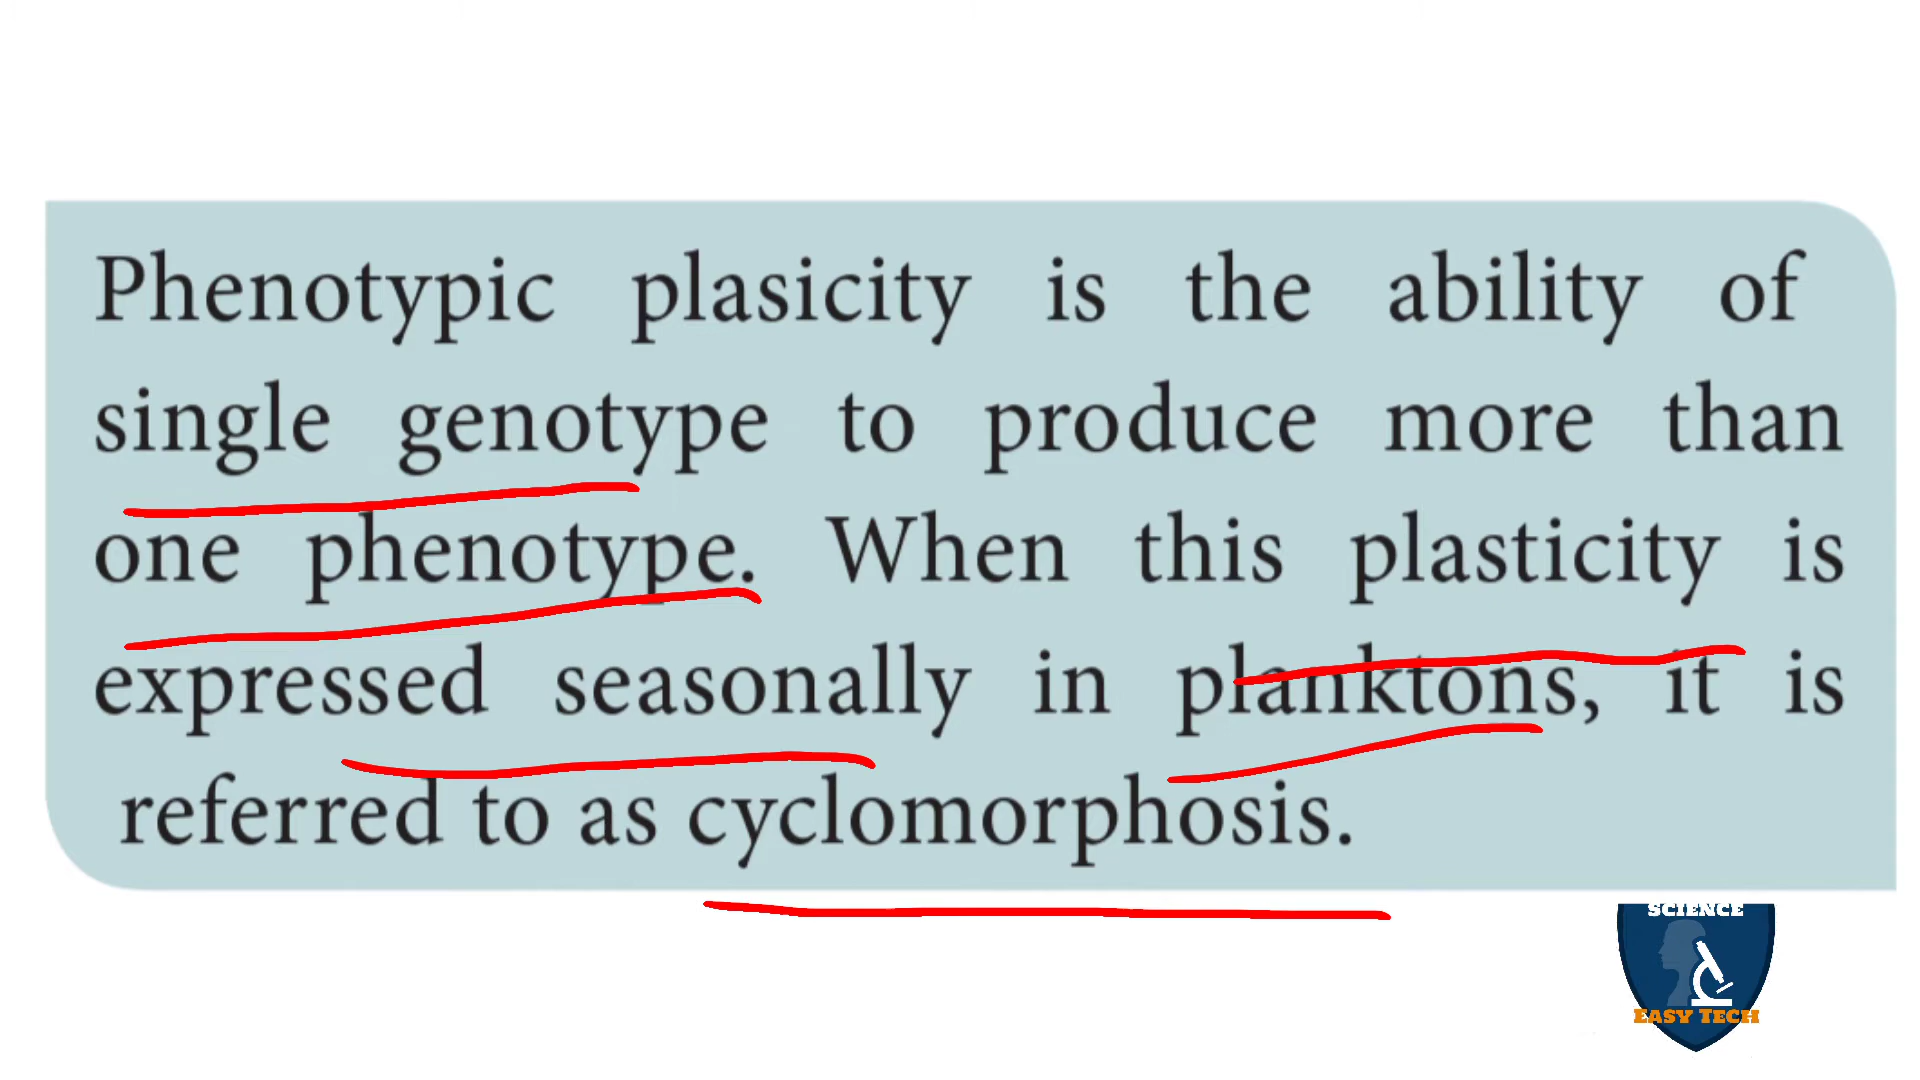 Phenotypic plasicity is the ability of
single genotype to produce more than
one phenotype. When this plasticity is
expressed seasonally in planktons, it is
referred to as cyclomorphosis.
SCIENCE
EASY TECH